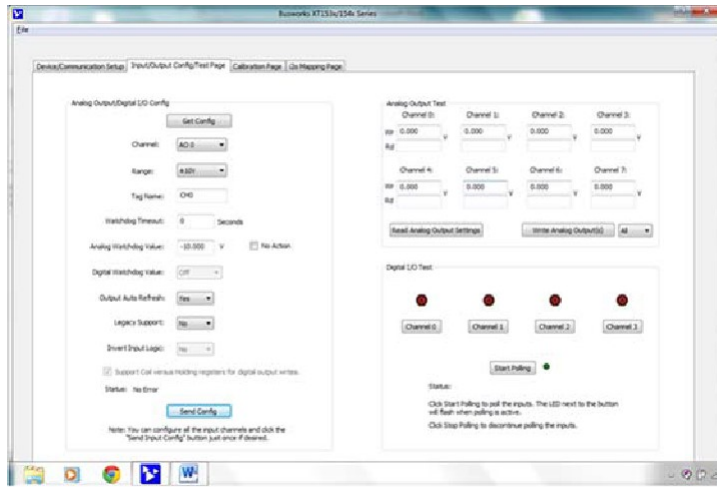 Busworks XT153x/154x Series
File
Device/Communication Setup
Input/Output Config/Test Page
Calibration Page
i2o Mapping Page
Analog Output/Digital I/O Config
Get Config
Channel: AO 0
Range: ±10V
Tag Name: CH0
Watchdog Timeout: 0 Seconds
Analog Watchdog Value: -10.000 V No Action
Digital Watchdog Value: Off
Output Auto Refresh: Yes
Legacy Support: No
Invert Input Logic: No
Support Coil versus Holding registers for digital output writes.
Status: No Error
Send Config
Note: You can configure all the input channels and click the
"Send Input Config" button just once if desired.
Analog Output Test
Channel 0: Channel 1: Channel 2: Channel 3:
Wr 0.000 V 0.000 V 0.000 V 0.000 V
Rd
Channel 4: Channel 5: Channel 6: Channel 7:
Wr 0.000 V 0.000 V 0.000 V 0.000 V
Rd
Read Analog Output Settings
Write Analog Output(s)
All
Digital I/O Test
Channel 0 Channel 1 Channel 2 Channel 3
Start Polling
Status:
Click Start Polling to poll the inputs. The LED next to the button
will flash when polling is active.
Click Stop Polling to discontinue polling the inputs.